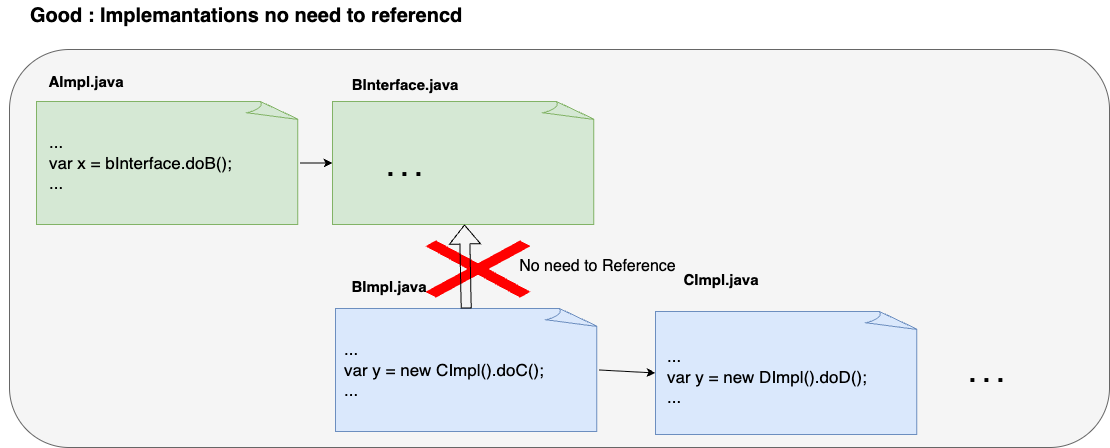 Good : Implemantations no need to referencd
AImpl.java
BInterface.java
...
var x = bInterface.doB();
...
...
No need to Reference
BImpl.java
CImpl.java
...
var y = new CImpl().doC();
...
...
var y = new DImpl().doD();
...
...